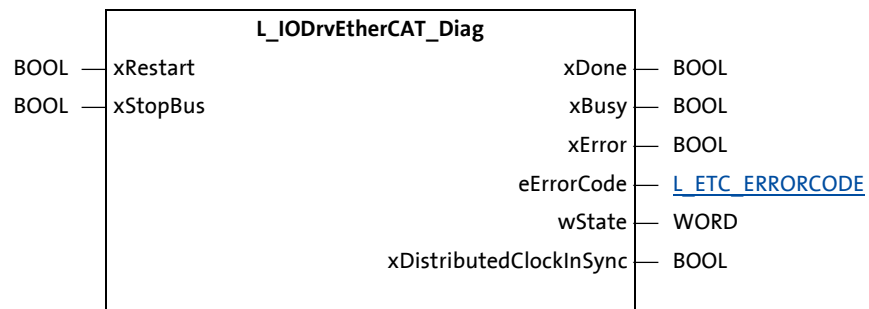 L_IODrvEtherCAT_Diag
BOOL xRestart xDone BOOL
BOOL xStopBus xBusy BOOL
xError BOOL
eErrorCode L_ETC_ERRORCODE
wState WORD
xDistributedClockInSync BOOL